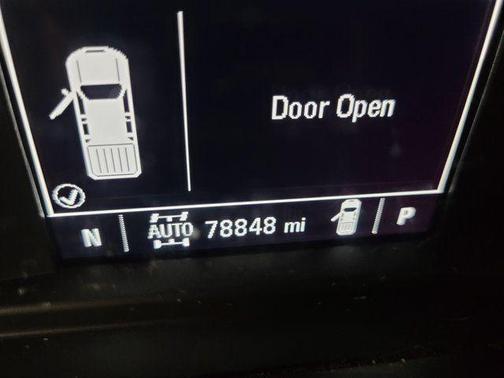 Door Open
N AUTO 78848 mi P